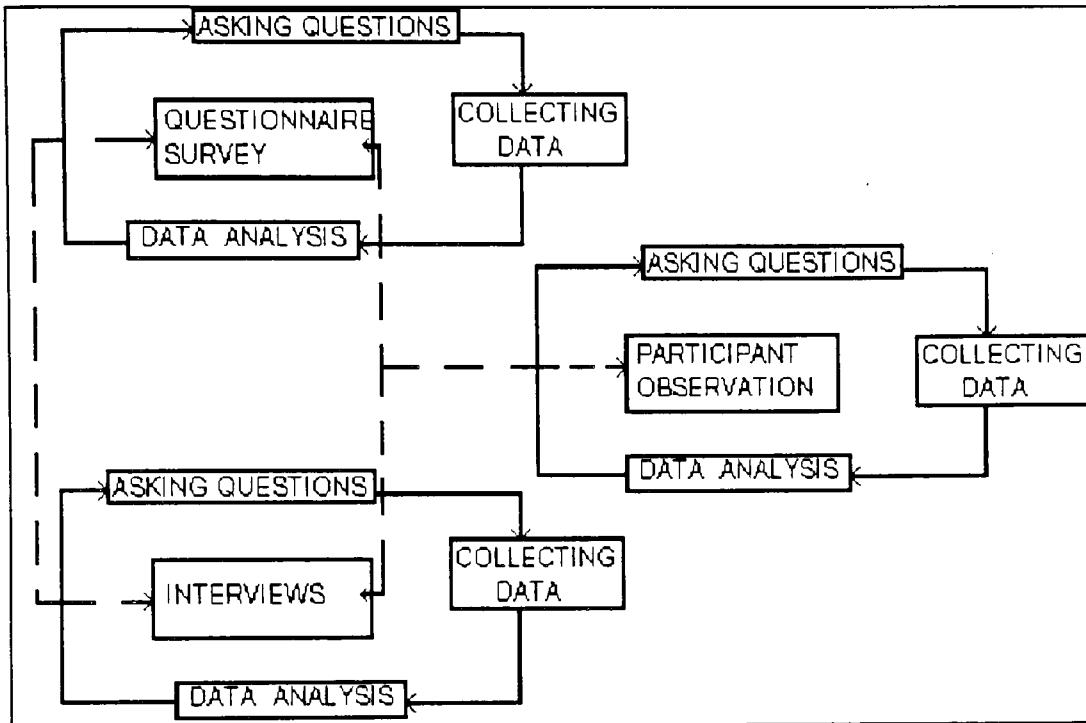 ASKING QUESTIONS
QUESTIONNAIRE
SURVEY
COLLECTING
DATA
DATA ANALYSIS
ASKING QUESTIONS
PARTICIPANT
OBSERVATION
COLLECTING
DATA
DATA ANALYSIS
ASKING QUESTIONS
INTERVIEWS
COLLECTING
DATA
DATA ANALYSIS